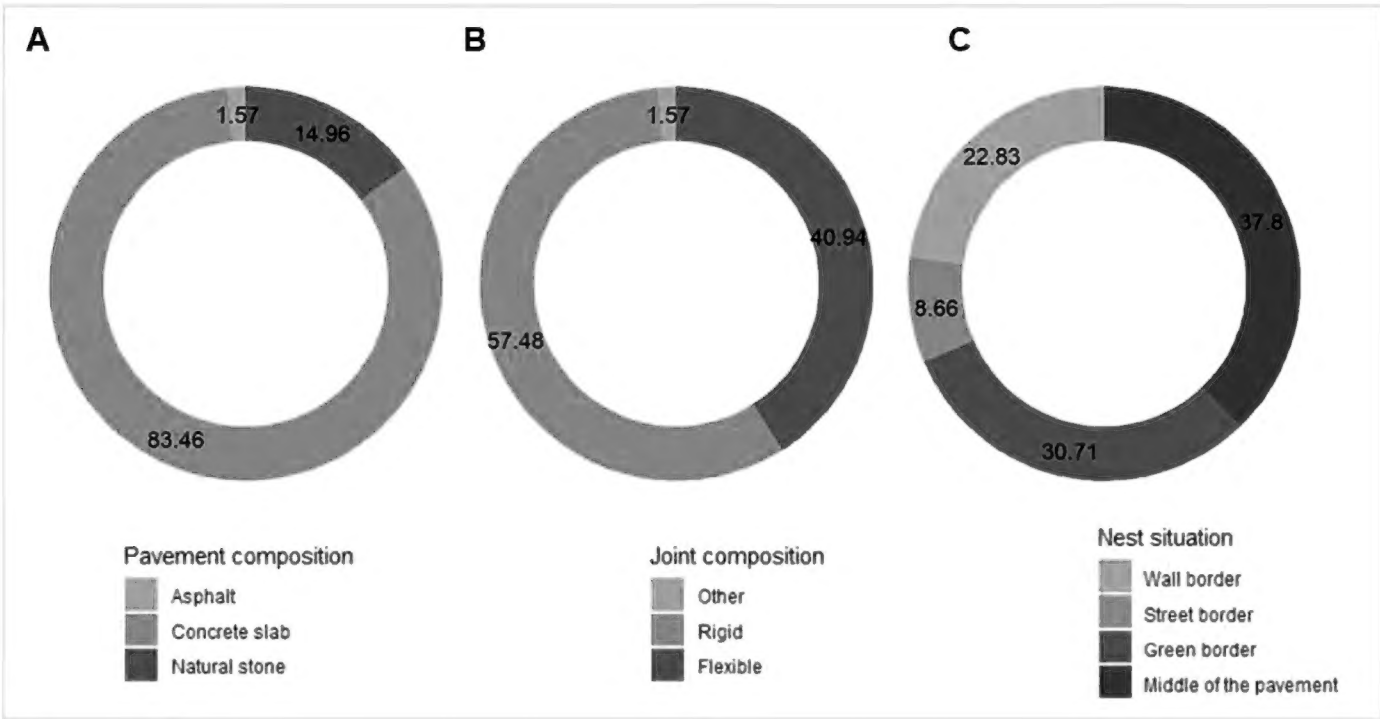 A
1.57
14.96
83.46
Pavement composition
Asphalt
Concrete slab
Natural stone
B
1.57
40.94
57.48
Joint composition
Other
Rigid
Flexible
C
22.83
37.8
8.66
30.71
Nest situation
Wall border
Street border
Green border
Middle of the pavement